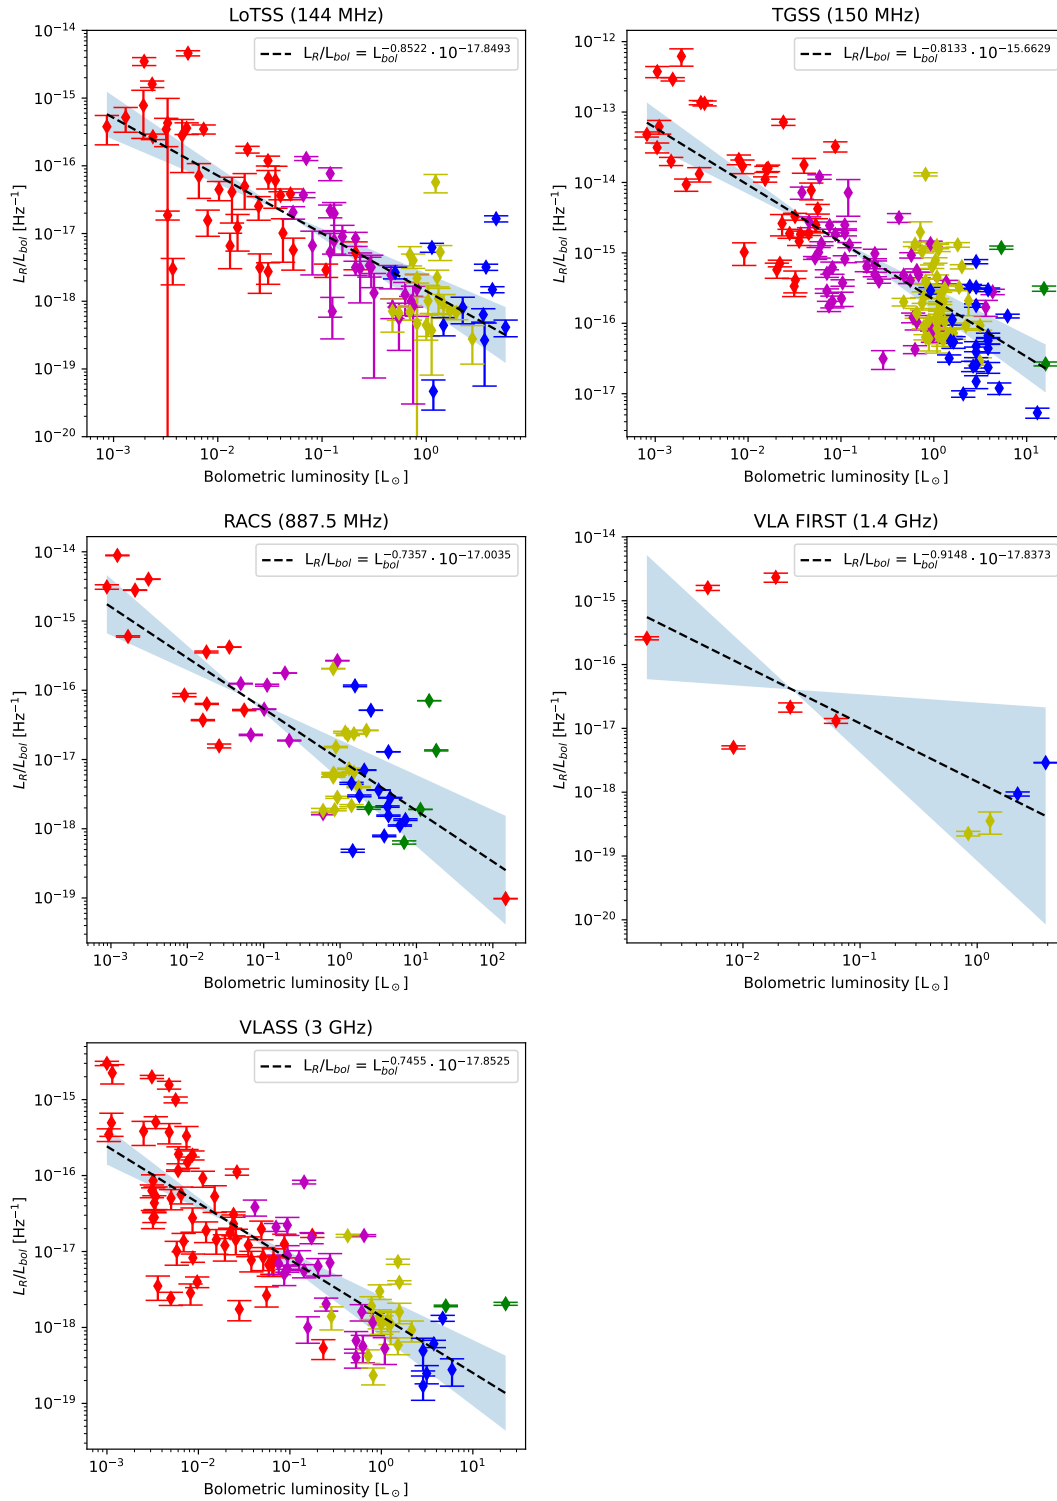 LoTSS (144 MHz)
L_R/L_bol = L_bol^−0.8522 · 10^−17.8493
10^−14
10^−15
10^−16
10^−17
10^−18
10^−19
10^−20
L_R/L_bol [Hz⁻¹]
10^−3
10^−2
10^−1
10^0
Bolometric luminosity [L_⊙]
TGSS (150 MHz)
L_R/L_bol = L_bol^−0.8133 · 10^−15.6629
10^−12
10^−13
10^−14
10^−15
10^−16
10^−17
L_R/L_bol [Hz⁻¹]
10^−3
10^−2
10^−1
10^0
10^1
Bolometric luminosity [L_⊙]
RACS (887.5 MHz)
L_R/L_bol = L_bol^−0.7357 · 10^−17.0035
10^−14
10^−15
10^−16
10^−17
10^−18
10^−19
L_R/L_bol [Hz⁻¹]
10^−3
10^−2
10^−1
10^0
10^1
10^2
Bolometric luminosity [L_⊙]
VLA FIRST (1.4 GHz)
L_R/L_bol = L_bol^−0.9148 · 10^−17.8373
10^−14
10^−15
10^−16
10^−17
10^−18
10^−19
10^−20
L_R/L_bol [Hz⁻¹]
10^−2
10^−1
10^0
Bolometric luminosity [L_⊙]
VLASS (3 GHz)
L_R/L_bol = L_bol^−0.7455 · 10^−17.8525
10^−15
10^−16
10^−17
10^−18
10^−19
L_R/L_bol [Hz⁻¹]
10^−3
10^−2
10^−1
10^0
10^1
Bolometric luminosity [L_⊙]